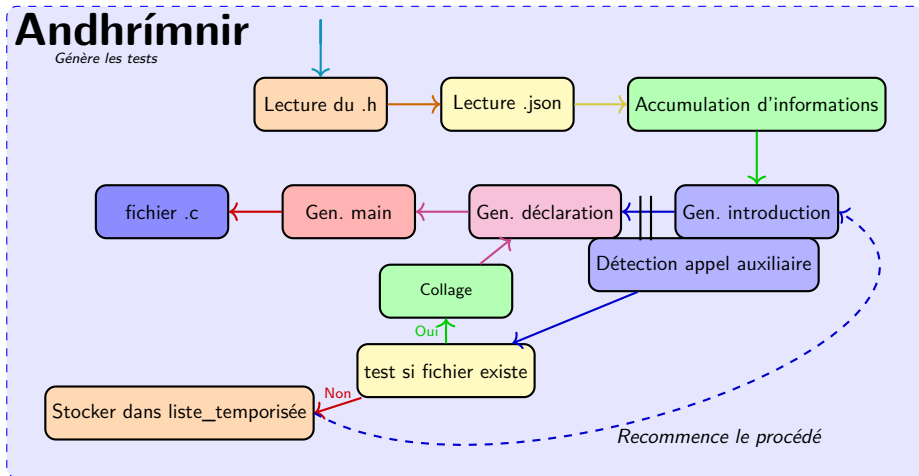 Andhrímnir
Génère les tests
Lecture du .h
Lecture .json
Accumulation d'informations
fichier .c
Gen. main
Gen. déclaration
Gen. introduction
Détection appel auxiliaire
Collage
Oui
test si fichier existe
Non
Stocker dans liste_temporisée
Recommence le procédé